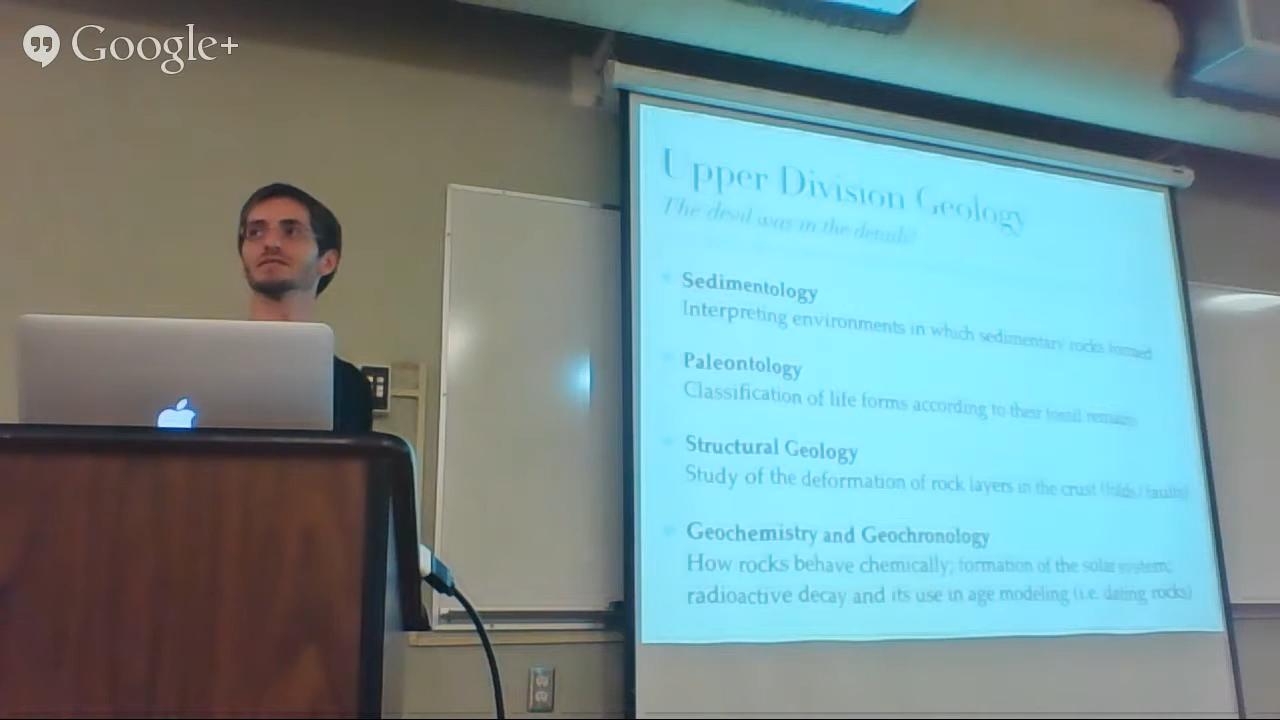 Google+
Upper Division Geology
The devil was in the details!
Sedimentology
Interpreting environments in which sedimentary rocks formed
Paleontology
Classification of life forms according to their fossil remains
Structural Geology
Study of the deformation of rock layers in the crust (folds/faults)
Geochemistry and Geochronology
How rocks behave chemically; formation of the solar system;
radioactive decay and its use in age modeling (i.e. dating rocks)